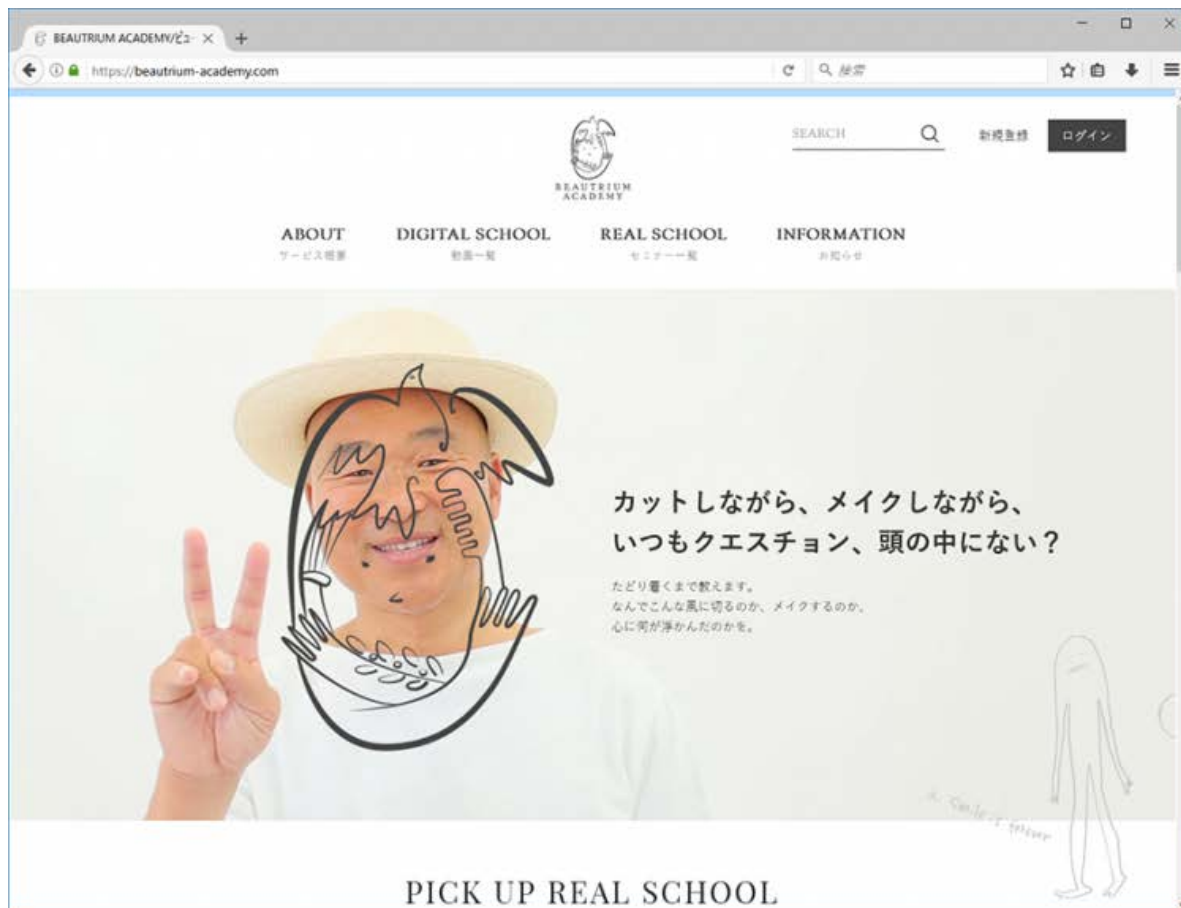 BEAUTRIUM ACADEMY/ビュ
https://beautrium-academy.com
検索
BEAUTRIUM
ACADEMY
SEARCH
新規登録
ログイン
ABOUT
サービス概要
DIGITAL SCHOOL
動画一覧
REAL SCHOOL
セミナー一覧
INFORMATION
お知らせ
カットしながら、メイクしながら、
いつもクエスチョン、頭の中にない？
たどり着くまで教えます。
なんでこんな風に切るのか、メイクするのか、
心に何が浮かんだのかを。
a smile is forever
PICK UP REAL SCHOOL